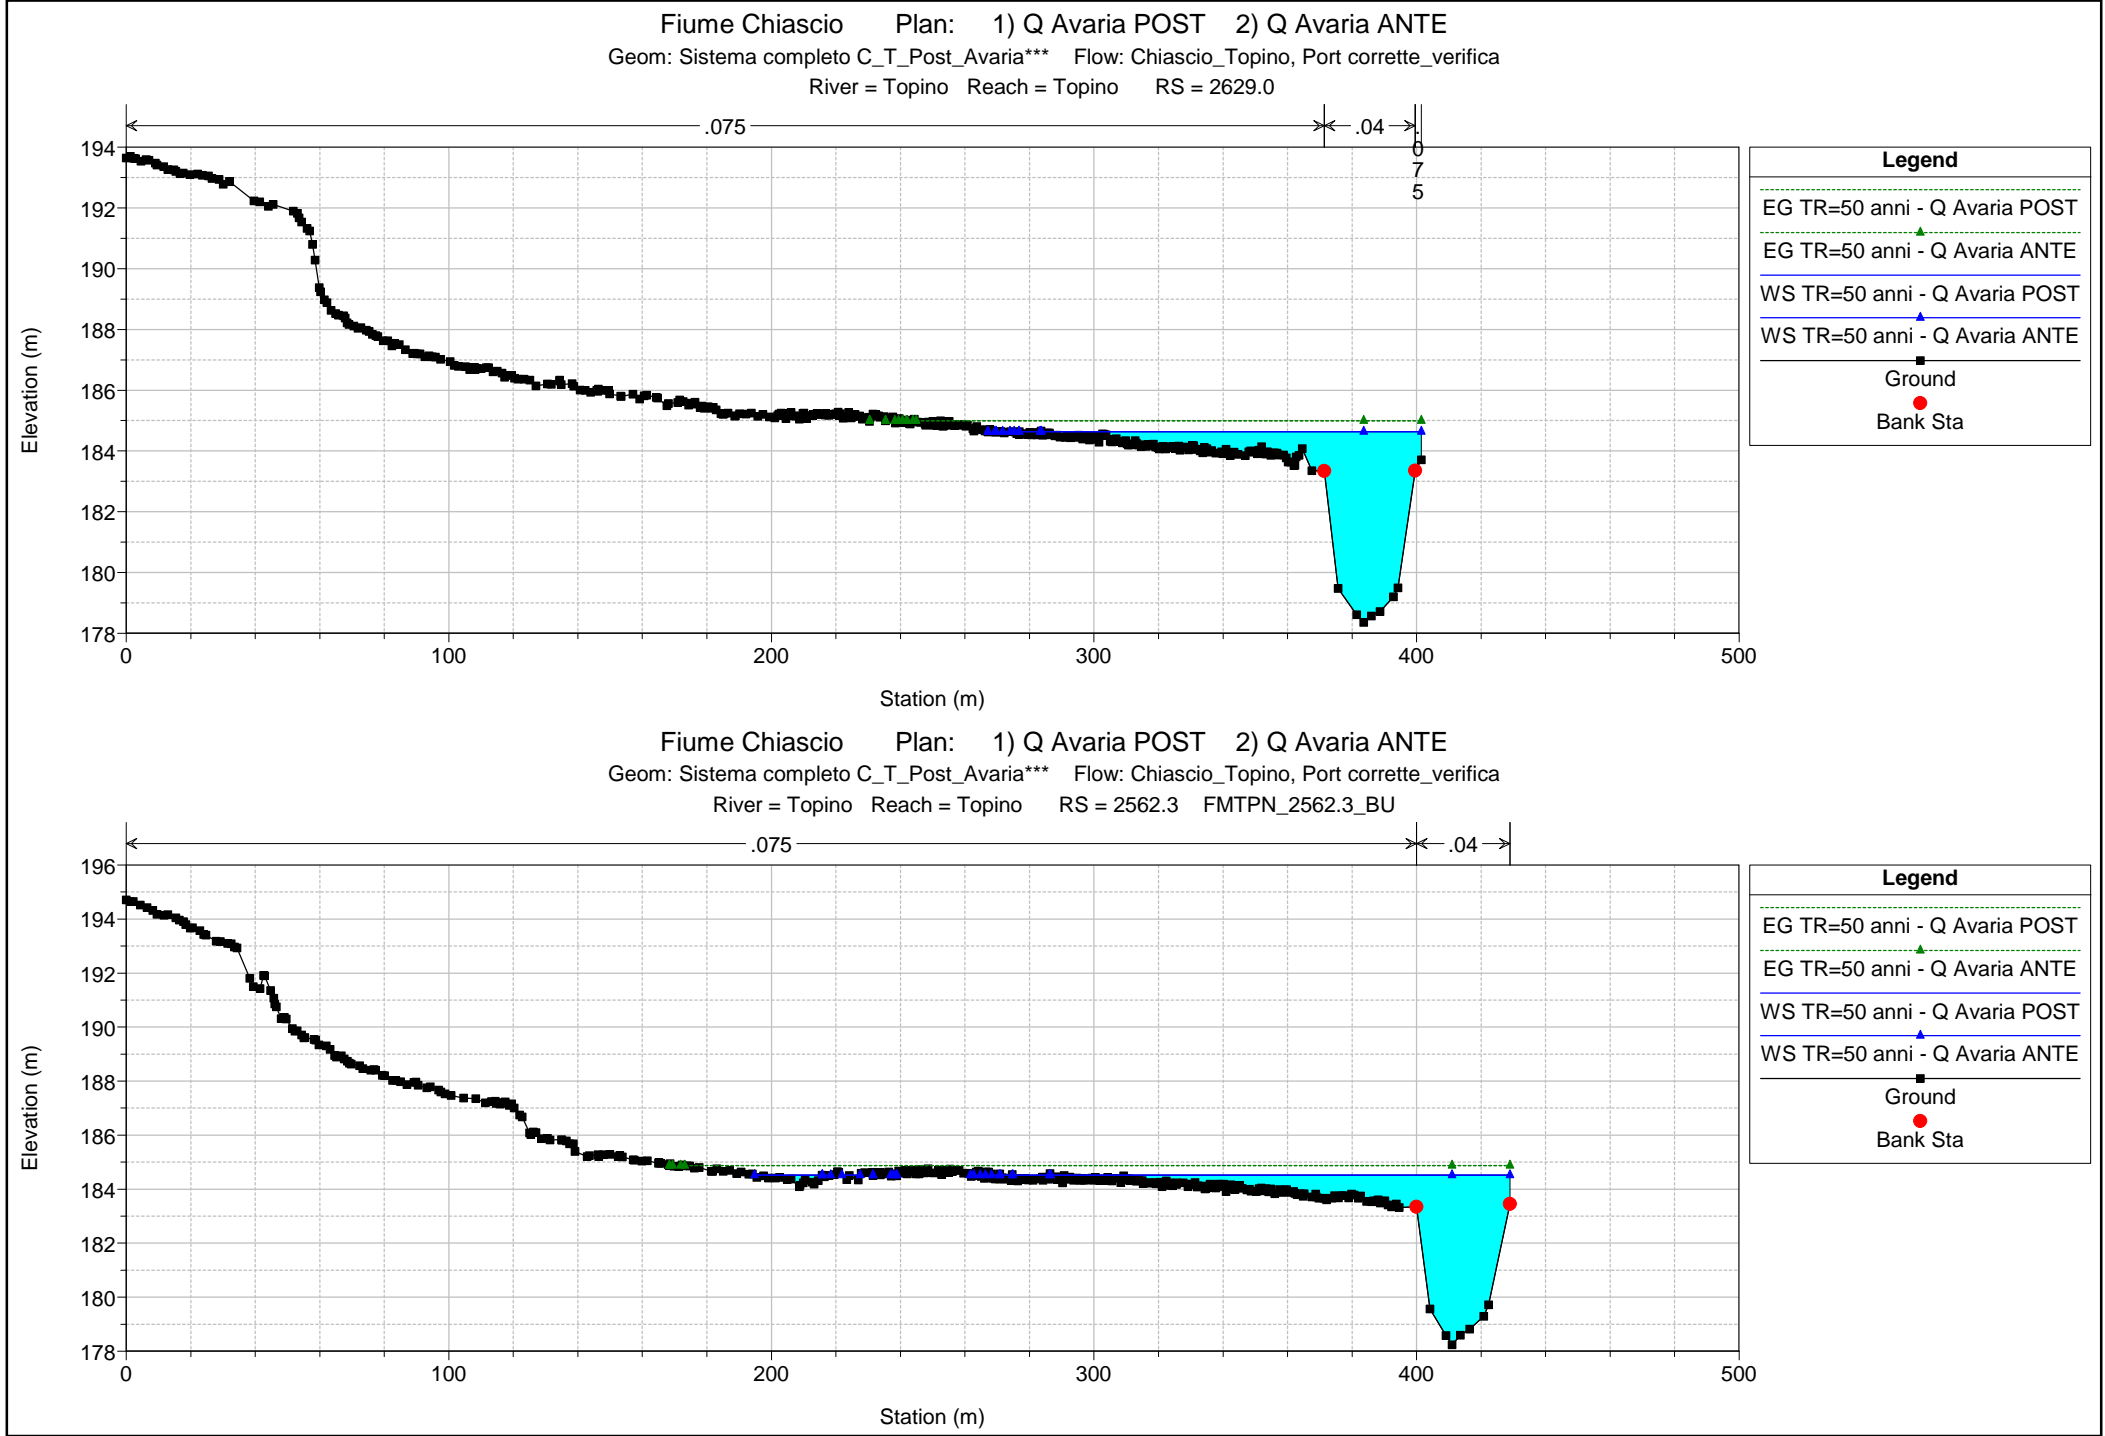 Fiume Chiascio Plan: 1) Q Avaria POST 2) Q Avaria ANTE
Geom: Sistema completo C_T_Post_Avaria*** Flow: Chiascio_Topino, Port corrette_verifica
River = Topino Reach = Topino RS = 2629.0
.075
.04
.075
194
192
190
188
186
184
182
180
178
0 100 200 300 400 500
Elevation (m)
Station (m)
Legend
EG TR=50 anni - Q Avaria POST
EG TR=50 anni - Q Avaria ANTE
WS TR=50 anni - Q Avaria POST
WS TR=50 anni - Q Avaria ANTE
Ground
Bank Sta
Fiume Chiascio Plan: 1) Q Avaria POST 2) Q Avaria ANTE
Geom: Sistema completo C_T_Post_Avaria*** Flow: Chiascio_Topino, Port corrette_verifica
River = Topino Reach = Topino RS = 2562.3 FMTPN_2562.3_BU
.075
.04
196
194
192
190
188
186
184
182
180
178
0 100 200 300 400 500
Elevation (m)
Station (m)
Legend
EG TR=50 anni - Q Avaria POST
EG TR=50 anni - Q Avaria ANTE
WS TR=50 anni - Q Avaria POST
WS TR=50 anni - Q Avaria ANTE
Ground
Bank Sta